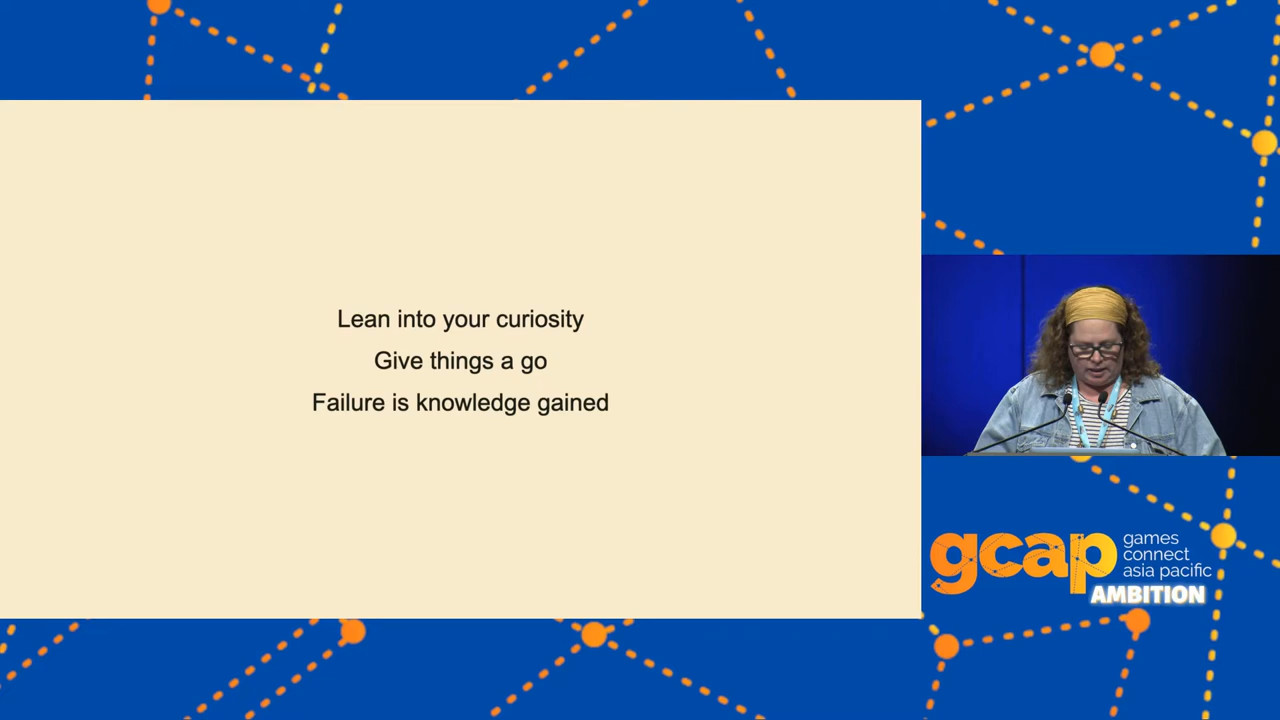 Lean into your curiosity
Give things a go
Failure is knowledge gained
gcap
games
connect
asia pacific
AMBITION